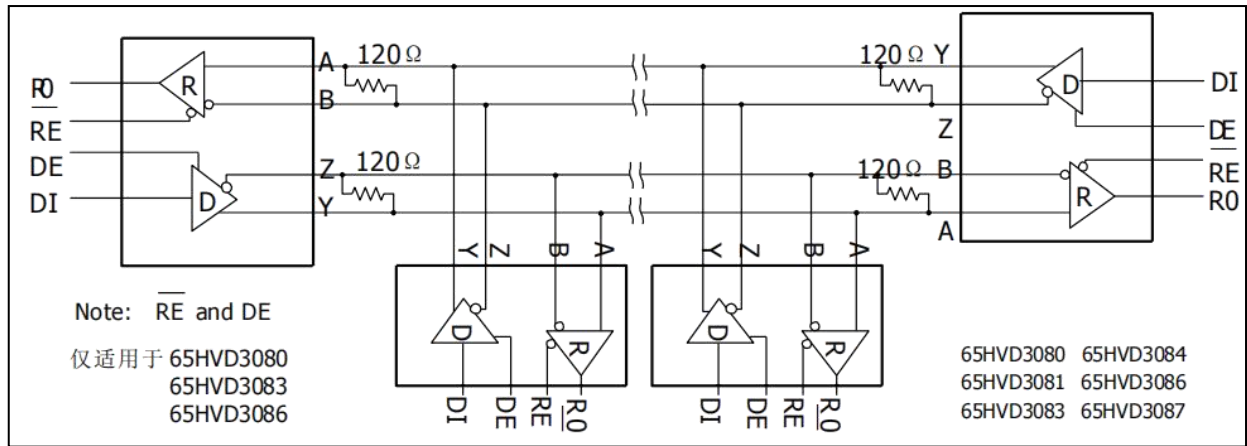 A 120Ω 120Ω Y
R0 R D DI
B
RE Z DE
DE Z 120Ω 120Ω B RE
DI D Y R R0
A
Y Z B A Y Z B A
D R D R
DI DE RE R0 DI DE RE R0
Note: RE and DE
仅适用于 65HVD3080
65HVD3083
65HVD3086
65HVD3080 65HVD3084
65HVD3081 65HVD3086
65HVD3083 65HVD3087